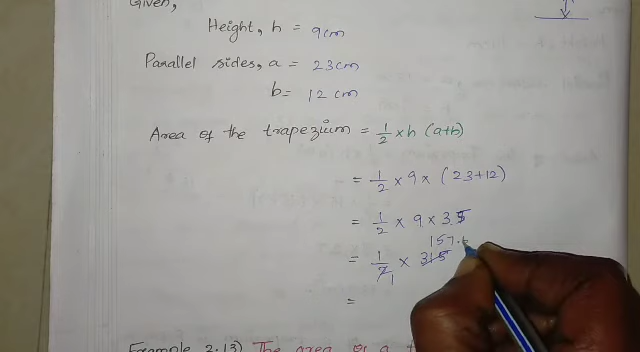 Given,
Height, h = 9cm
Parallel sides, a = 23cm
b = 12 cm
Area of the trapezium = 1/2 × h (a+b)
= 1/2 × 9 × (23+12)
= 1/2 × 9 × 35
157.
= 1/2 × 315
1
=
Example 2.13) The area of a